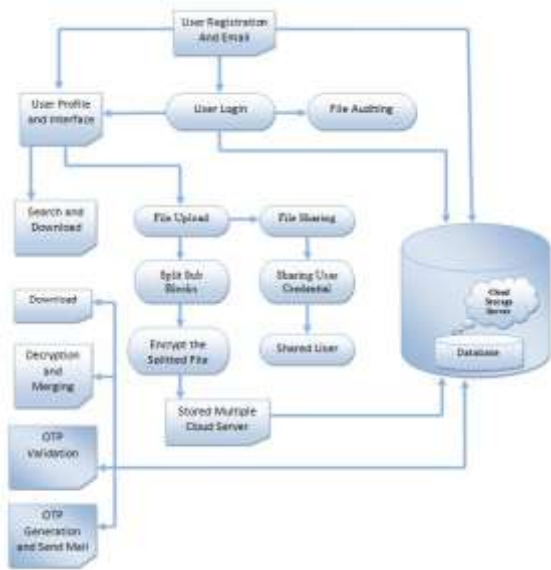 User Registration
And Email
User Profile
and Interface
User Login
File Auditing
Search and
Download
File Upload
File Sharing
Split Sub
Blocks
Sharing User
Credential
Cloud
Storage
Server
Download
Encrypt the
Splitted File
Shared User
Database
Decryption and
Merging
Stored Multiple
Cloud Server
OTP
Validation
OTP
Generation
and Send Mail